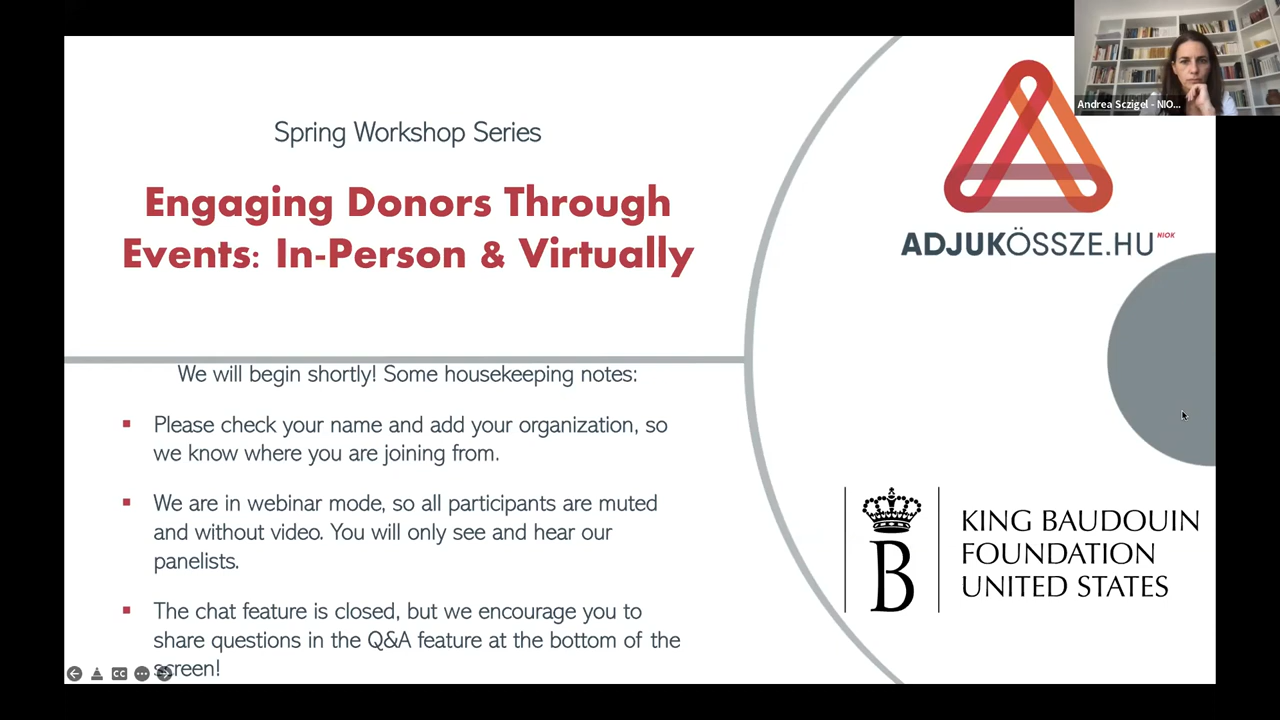 Spring Workshop Series
Engaging Donors Through
Events: In-Person & Virtually
We will begin shortly! Some housekeeping notes:
▪ Please check your name and add your organization, so
we know where you are joining from.
▪ We are in webinar mode, so all participants are muted
and without video. You will only see and hear our
panelists.
▪ The chat feature is closed, but we encourage you to
share questions in the Q&A feature at the bottom of the
screen!
CC
Andrea Sczigel - NIO...
ADJUKÖSSZE.HU NIOK
B
KING BAUDOUIN
FOUNDATION
UNITED STATES